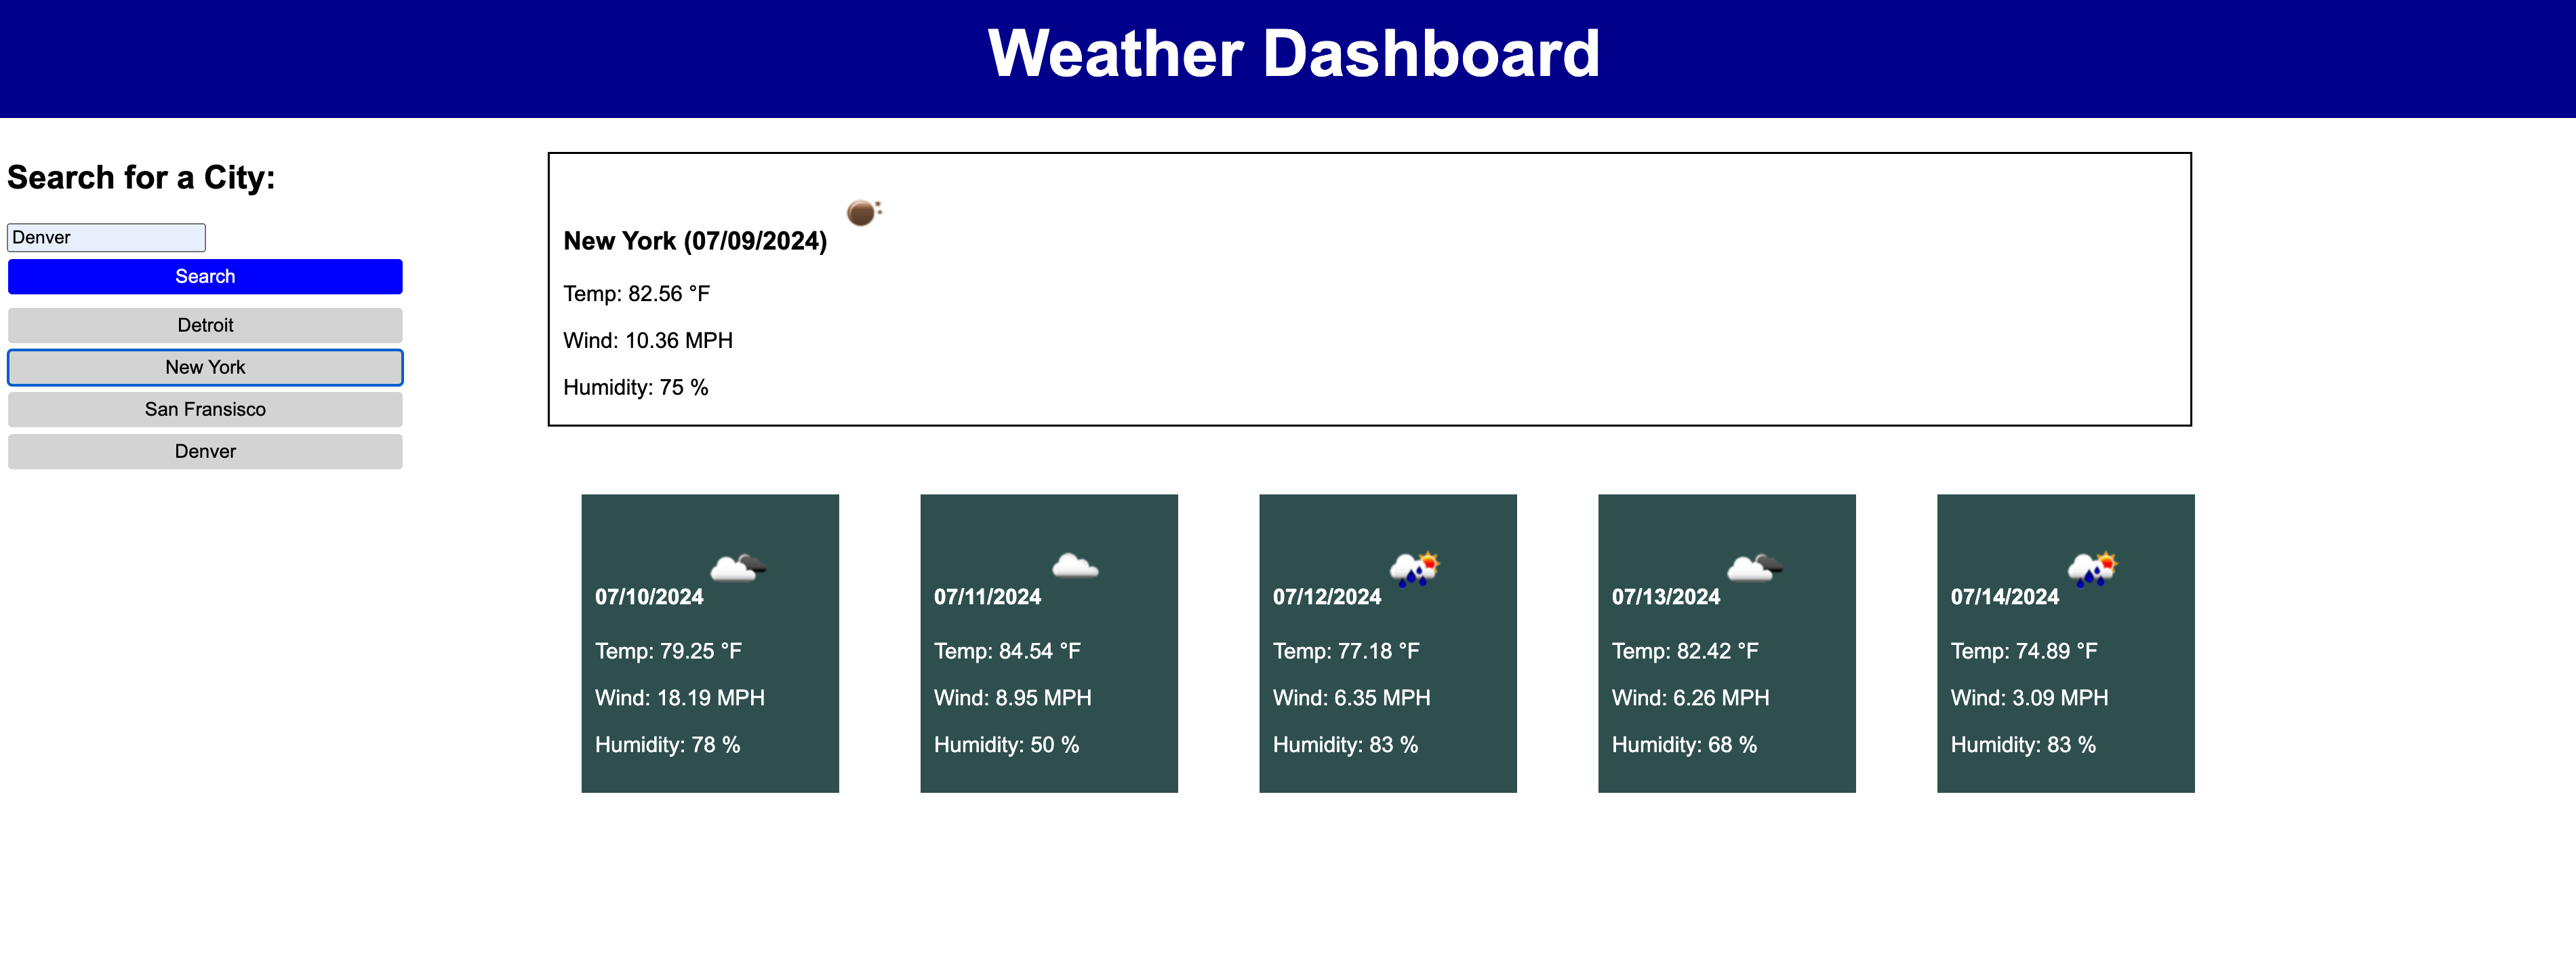 Weather Dashboard
Search for a City:
Denver
Search
Detroit
New York
San Fransisco
Denver
New York (07/09/2024)
Temp: 82.56 °F
Wind: 10.36 MPH
Humidity: 75 %
07/10/2024
Temp: 79.25 °F
Wind: 18.19 MPH
Humidity: 78 %
07/11/2024
Temp: 84.54 °F
Wind: 8.95 MPH
Humidity: 50 %
07/12/2024
Temp: 77.18 °F
Wind: 6.35 MPH
Humidity: 83 %
07/13/2024
Temp: 82.42 °F
Wind: 6.26 MPH
Humidity: 68 %
07/14/2024
Temp: 74.89 °F
Wind: 3.09 MPH
Humidity: 83 %